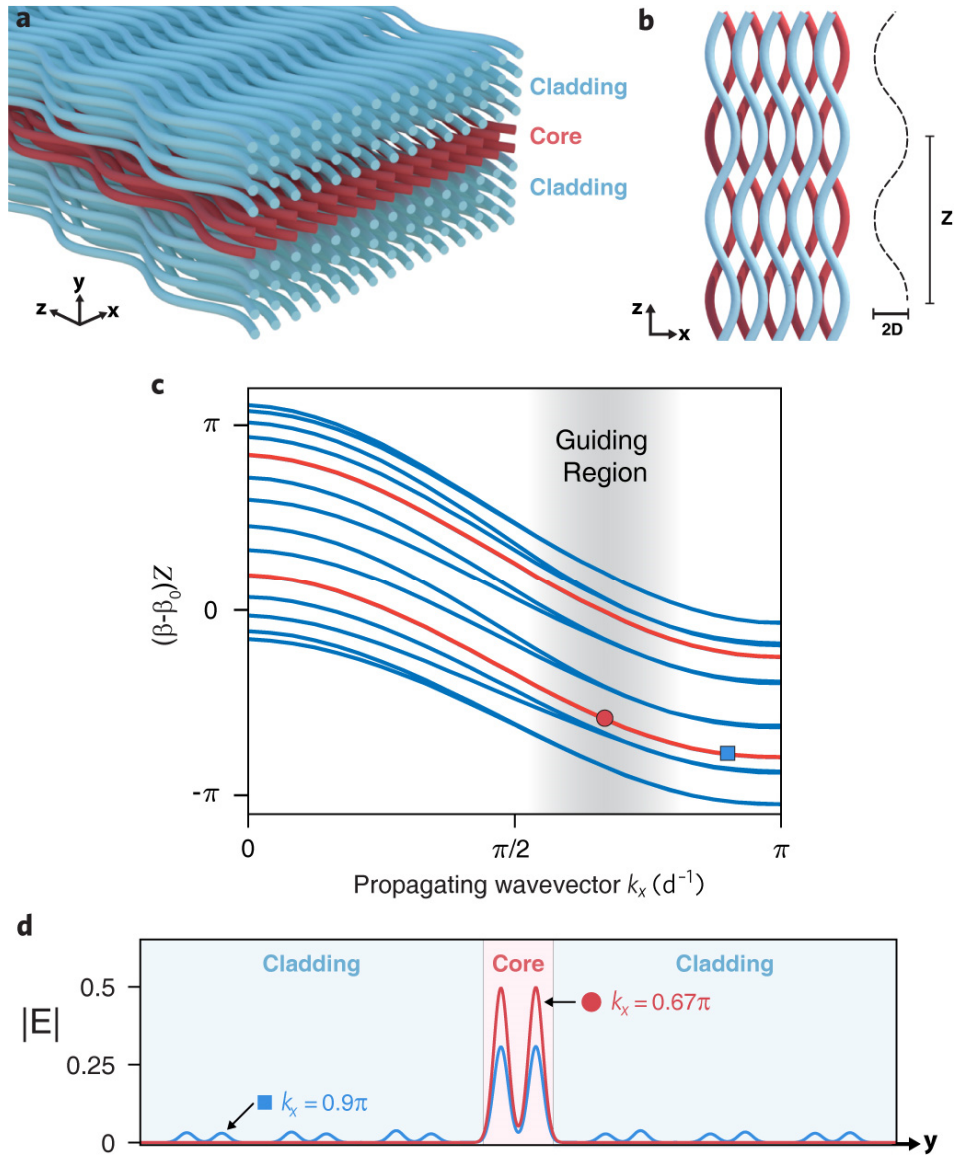 a
Cladding
Core
Cladding
y
z
x
b
z
x
Z
2D
c
π
0
-π
(β-β₀)Z
Guiding
Region
0
π/2
π
Propagating wavevector kₓ (d⁻¹)
d
Cladding
Core
Cladding
|E|
0.5
0.25
0
kₓ = 0.67π
kₓ = 0.9π
y